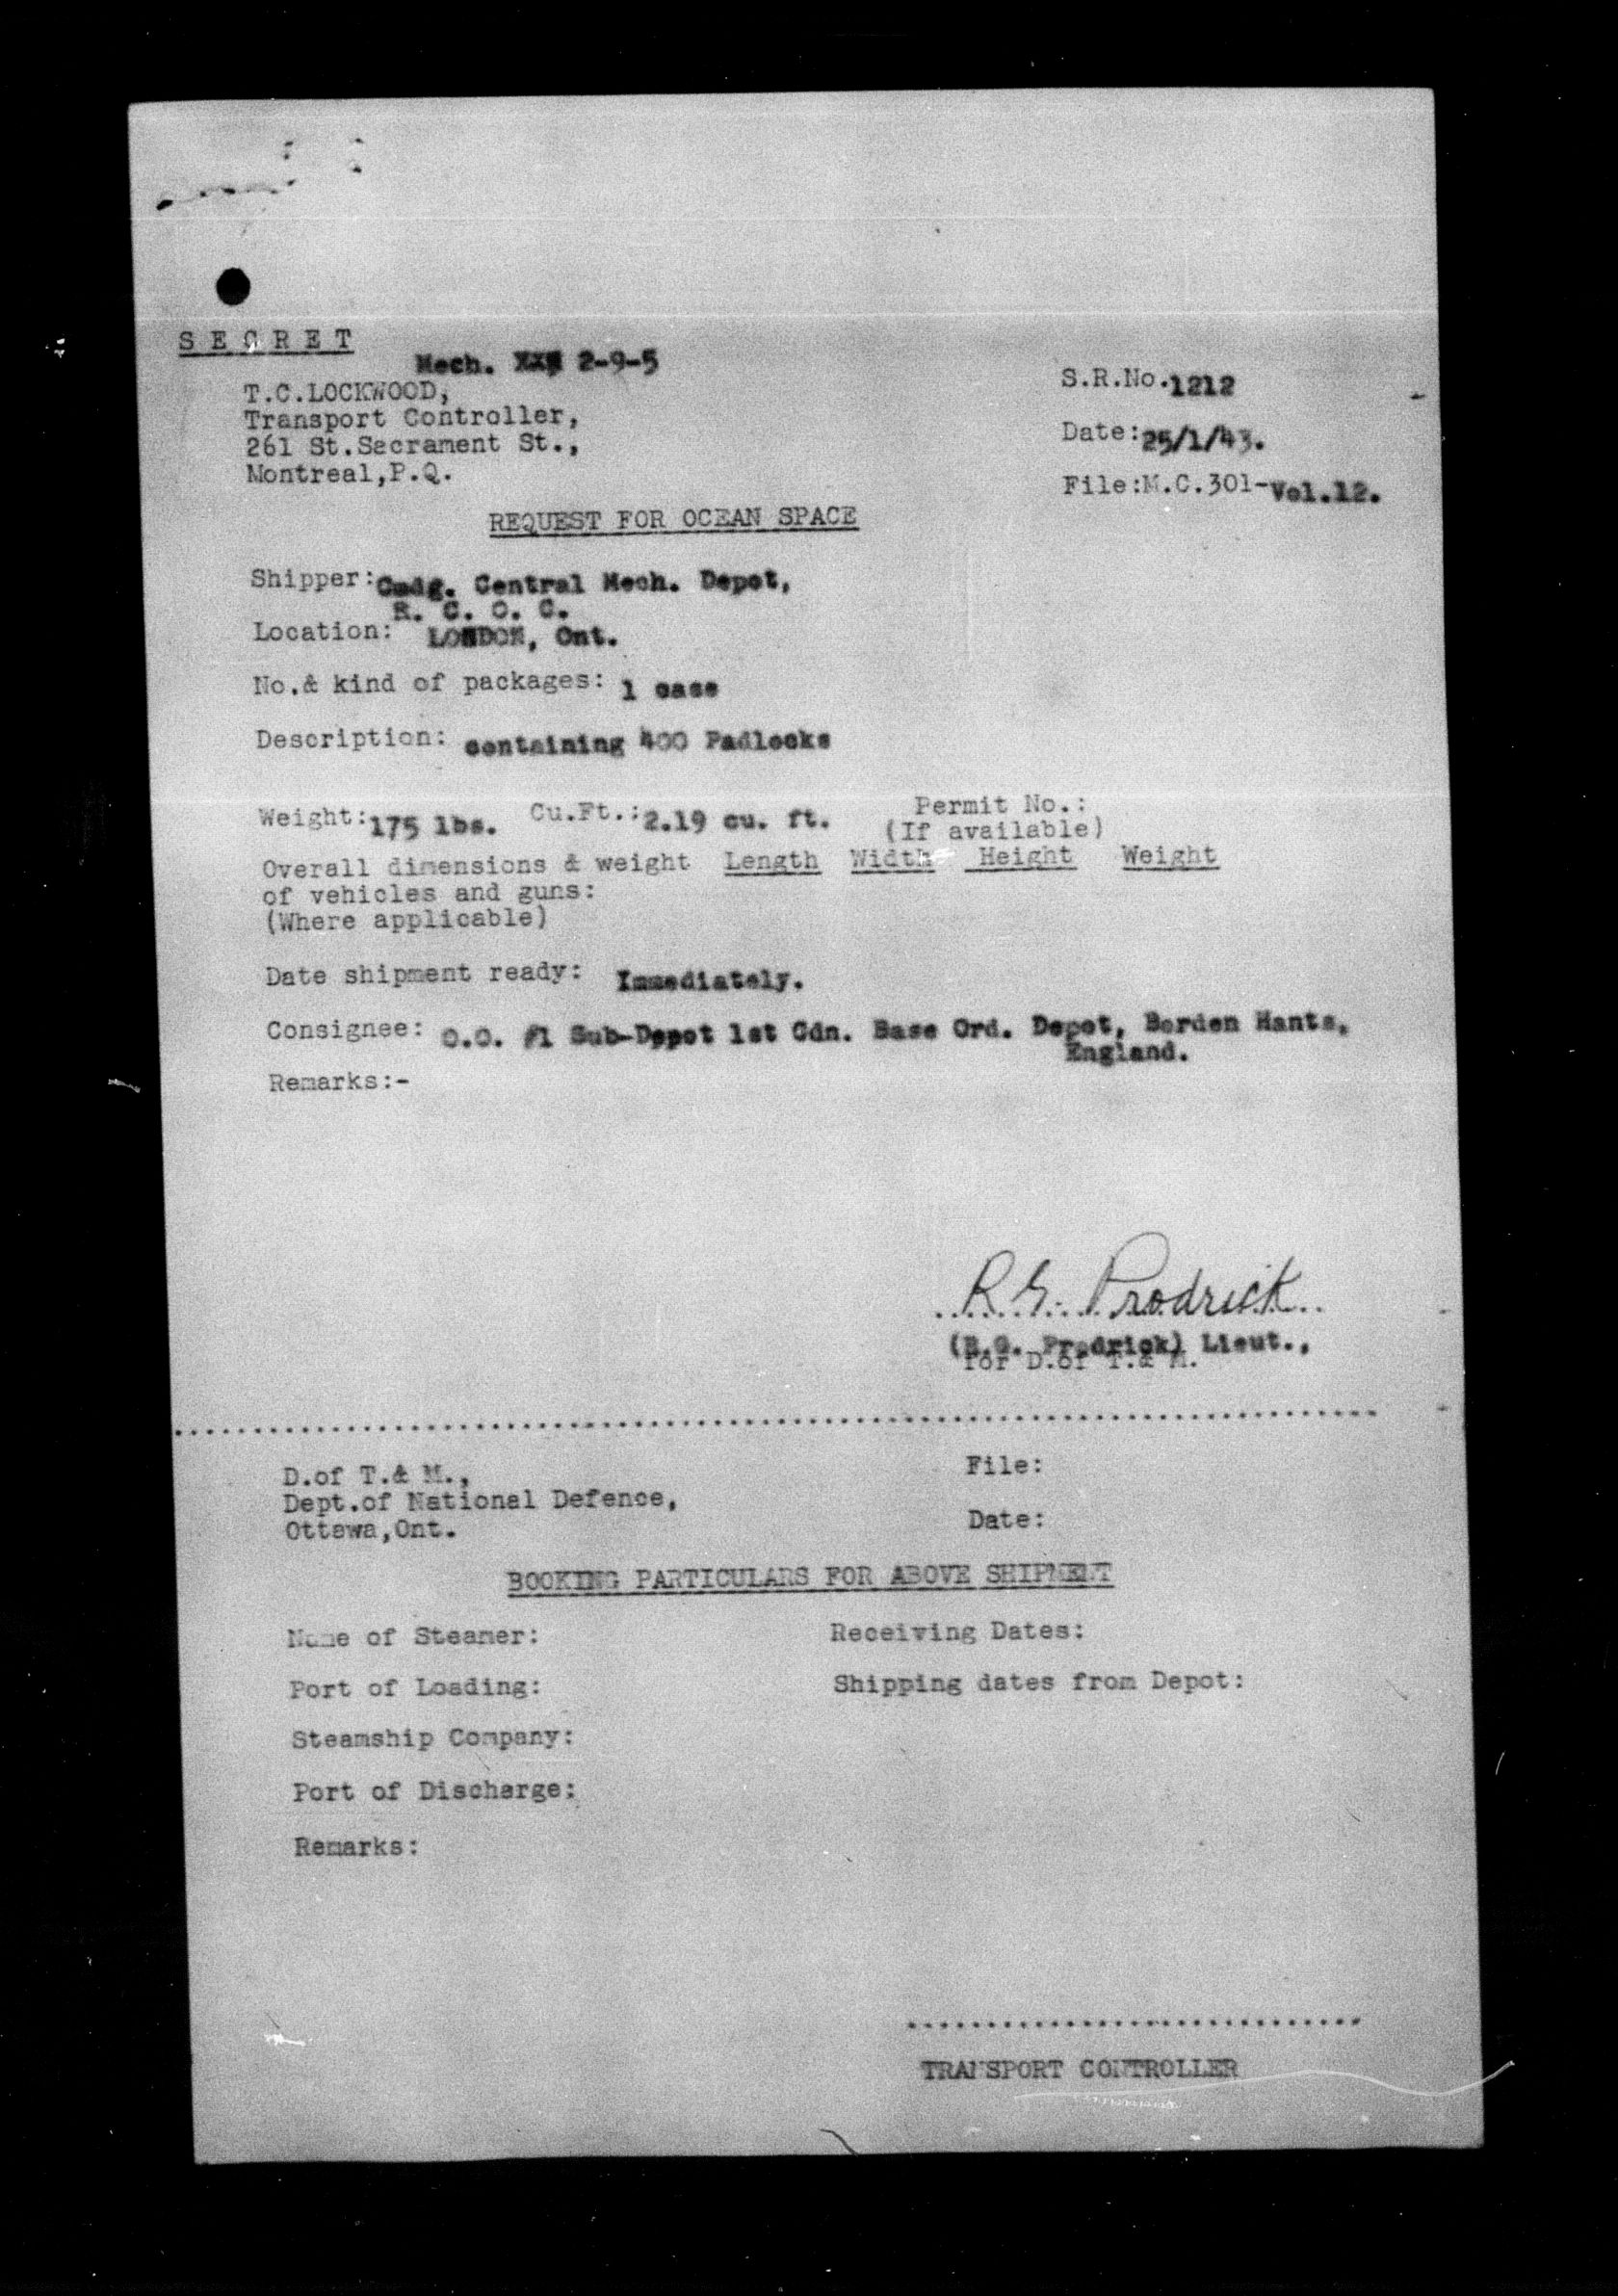 SECRET
Mech. XXX 2-9-5
T.C.LOCKWOOD,
Transport Controller,
261 St.Sacrament St.,
Montreal,P.Q.
S.R.No.1212
Date:25/1/43.
File:M.C.301-Vol.12.
REQUEST FOR OCEAN SPACE
Shipper:Cmdg. Central Mech. Depot,
R. C. O. C.
Location: LONDON, Ont.
No.& kind of packages: 1 case
Description: containing 400 Padlocks
Weight:175 lbs. Cu.Ft.:2.19 cu. ft. Permit No.:
(If available)
Overall dimensions & weight Length Width Height Weight
of vehicles and guns:
(Where applicable)
Date shipment ready: Immediately.
Consignee: O.O. #1 Sub-Depot 1st Cdn. Base Ord. Depot, Borden Hants,
England.
Remarks:-
R.G. Prodrick
(R.G. Prodrick) Lieut.,
for D.of T.& M.
D.of T.& M.,
Dept.of National Defence,
Ottawa,Ont.
File:
Date:
BOOKING PARTICULARS FOR ABOVE SHIPMENT
Name of Steamer: Receiving Dates:
Port of Loading: Shipping dates from Depot:
Steamship Company:
Port of Discharge:
Remarks:
TRANSPORT CONTROLLER